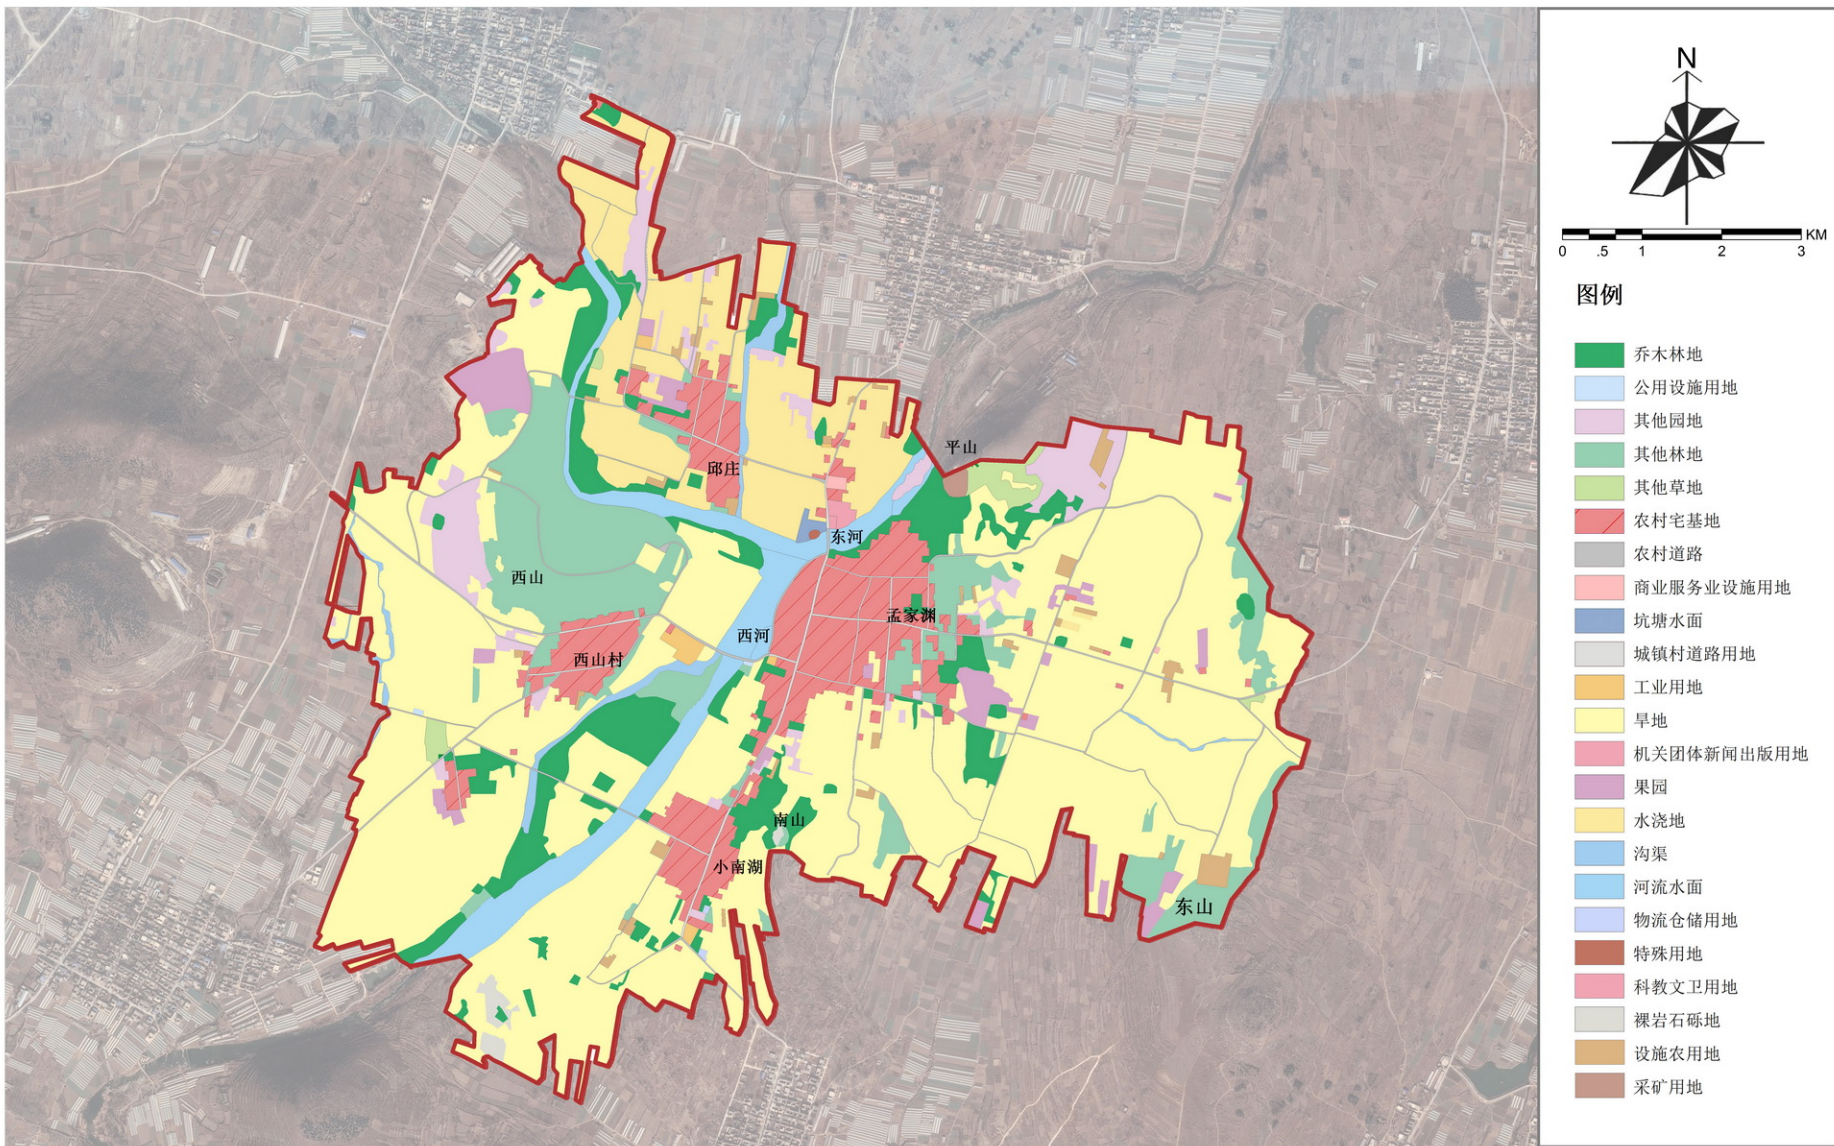 N
KM
0 .5 1 2 3
图例
乔木林地
公用设施用地
其他园地
其他林地
其他草地
农村宅基地
农村道路
商业服务业设施用地
坑塘水面
城镇村道路用地
工业用地
旱地
机关团体新闻出版用地
果园
水浇地
沟渠
河流水面
物流仓储用地
特殊用地
科教文卫用地
裸岩石砾地
设施农用地
采矿用地
平山
邱庄
东河
西山
孟家渊
西河
西山村
南山
小南湖
东山